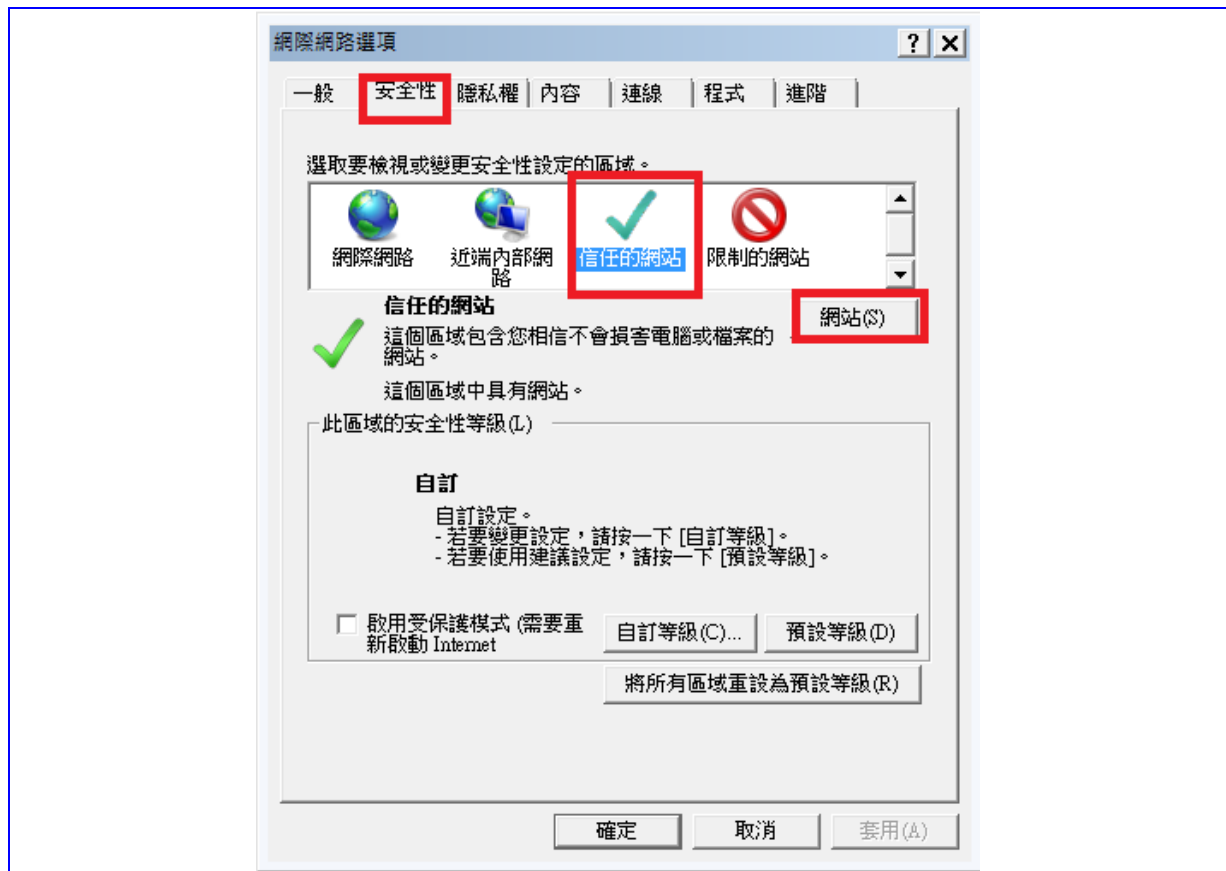 網際網路選項
一般 安全性 隱私權 內容 連線 程式 進階
選取要檢視或變更安全性設定的區域。
網際網路 近端內部網路 信任的網站 限制的網站
信任的網站
網站(S)
這個區域包含您相信不會損害電腦或檔案的
網站。
這個區域中具有網站。
此區域的安全性等級(L)
自訂
自訂設定。
- 若要變更設定，請按一下 [自訂等級]。
- 若要使用建議設定，請按一下 [預設等級]。
啟用受保護模式 (需要重
新啟動 Internet
自訂等級(C)... 預設等級(D)
將所有區域重設為預設等級(R)
確定 取消 套用(A)